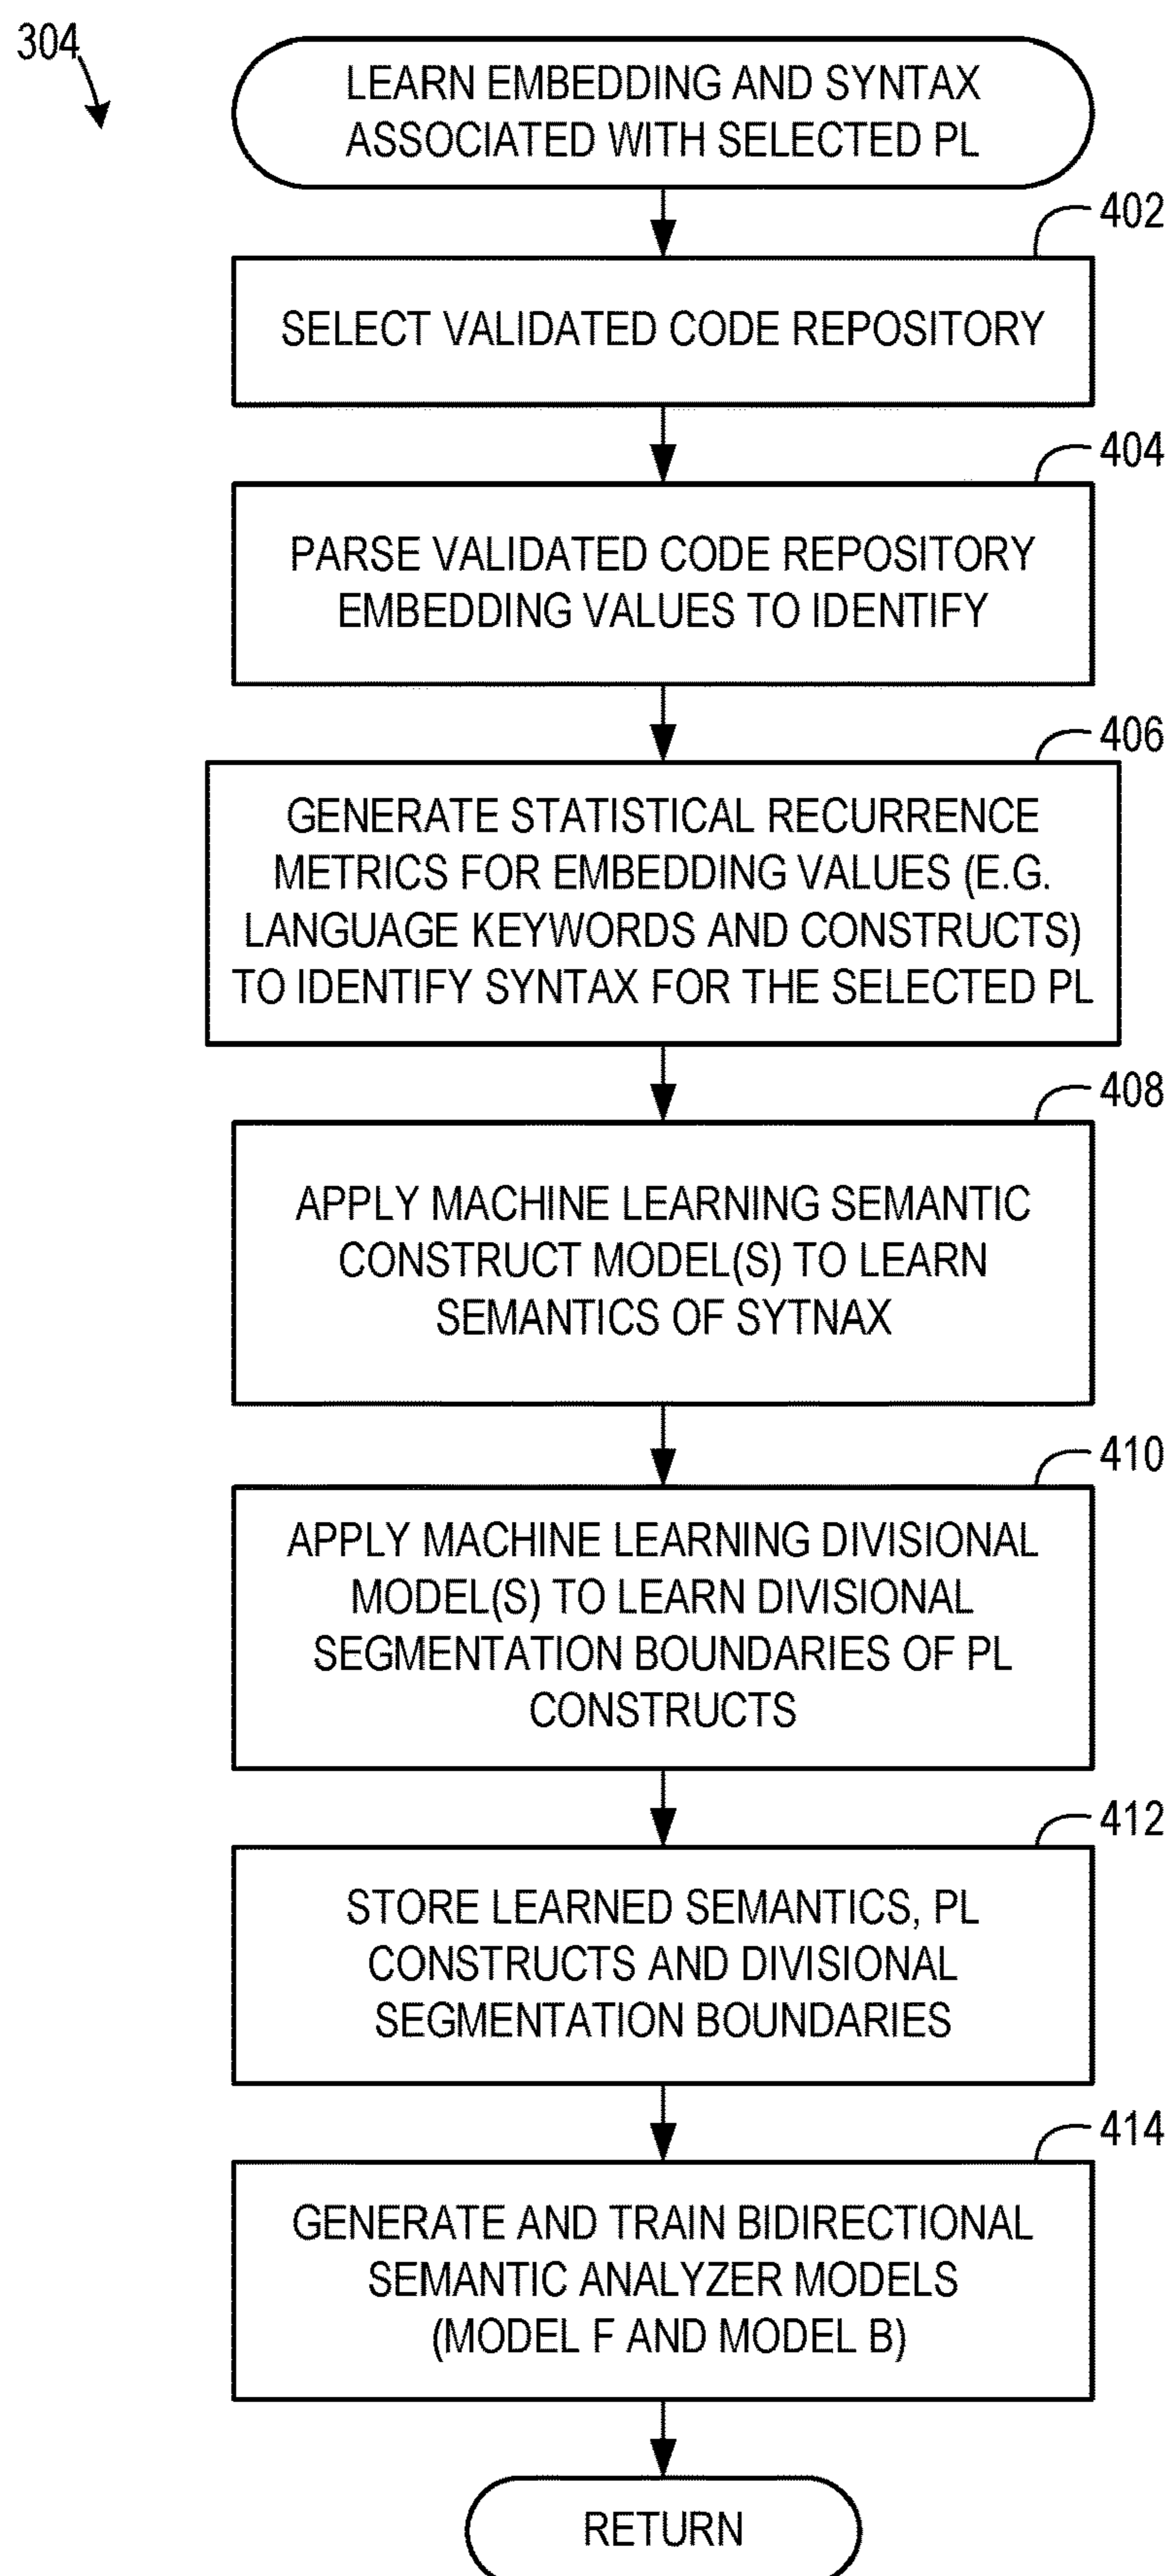 304
LEARN EMBEDDING AND SYNTAX
ASSOCIATED WITH SELECTED PL
402
SELECT VALIDATED CODE REPOSITORY
404
PARSE VALIDATED CODE REPOSITORY
EMBEDDING VALUES TO IDENTIFY
406
GENERATE STATISTICAL RECURRENCE
METRICS FOR EMBEDDING VALUES (E.G.
LANGUAGE KEYWORDS AND CONSTRUCTS)
TO IDENTIFY SYNTAX FOR THE SELECTED PL
408
APPLY MACHINE LEARNING SEMANTIC
CONSTRUCT MODEL(S) TO LEARN
SEMANTICS OF SYTNAX
410
APPLY MACHINE LEARNING DIVISIONAL
MODEL(S) TO LEARN DIVISIONAL
SEGMENTATION BOUNDARIES OF PL
CONSTRUCTS
412
STORE LEARNED SEMANTICS, PL
CONSTRUCTS AND DIVISIONAL
SEGMENTATION BOUNDARIES
414
GENERATE AND TRAIN BIDIRECTIONAL
SEMANTIC ANALYZER MODELS
(MODEL F AND MODEL B)
RETURN